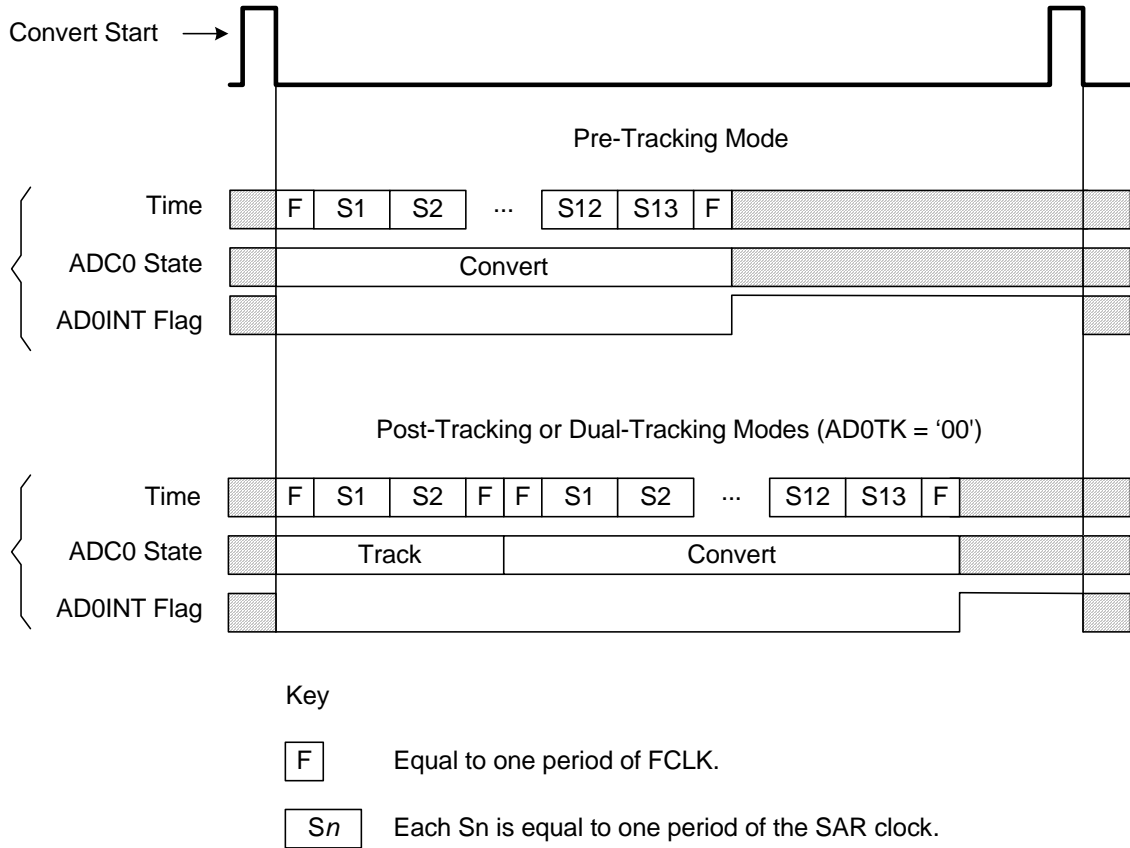 Convert Start
Pre-Tracking Mode
Time F S1 S2 ... S12 S13 F
ADC0 State Convert
AD0INT Flag
Post-Tracking or Dual-Tracking Modes (AD0TK = ‘00')
Time F S1 S2 F F S1 S2 ... S12 S13 F
ADC0 State Track Convert
AD0INT Flag
Key
F Equal to one period of FCLK.
Sn Each Sn is equal to one period of the SAR clock.